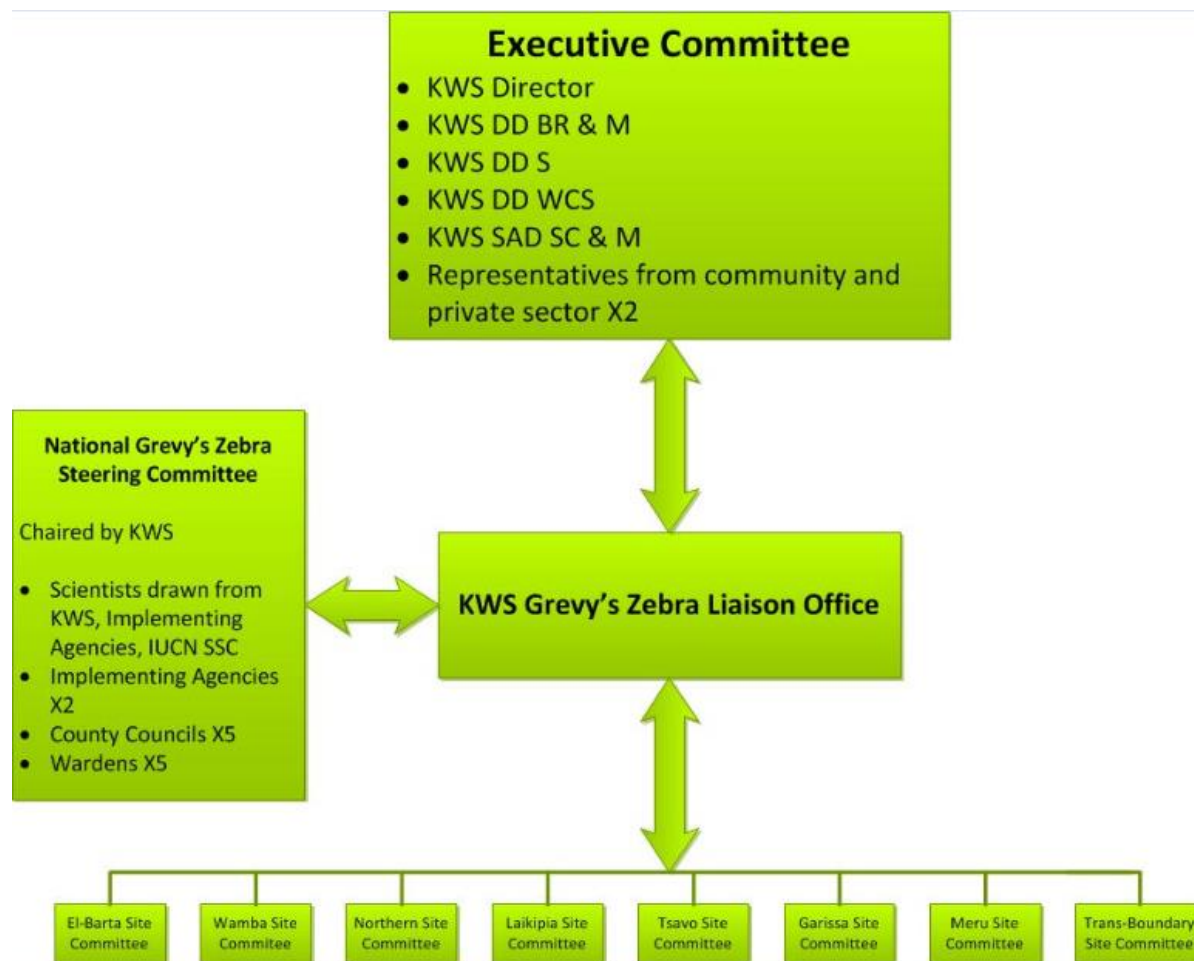 Executive Committee
• KWS Director
• KWS DD BR & M
• KWS DD S
• KWS DD WCS
• KWS SAD SC & M
• Representatives from community and
private sector X2
National Grevy's Zebra
Steering Committee
Chaired by KWS
• Scientists drawn from
KWS, Implementing
Agencies, IUCN SSC
• Implementing Agencies
X2
• County Councils X5
• Wardens X5
KWS Grevy's Zebra Liaison Office
El-Barta Site
Committee
Wamba Site
Commitee
Northern Site
Committee
Laikipia Site
Committee
Tsavo Site
Committee
Garissa Site
Committee
Meru Site
Committee
Trans-Boundary
Site Committee